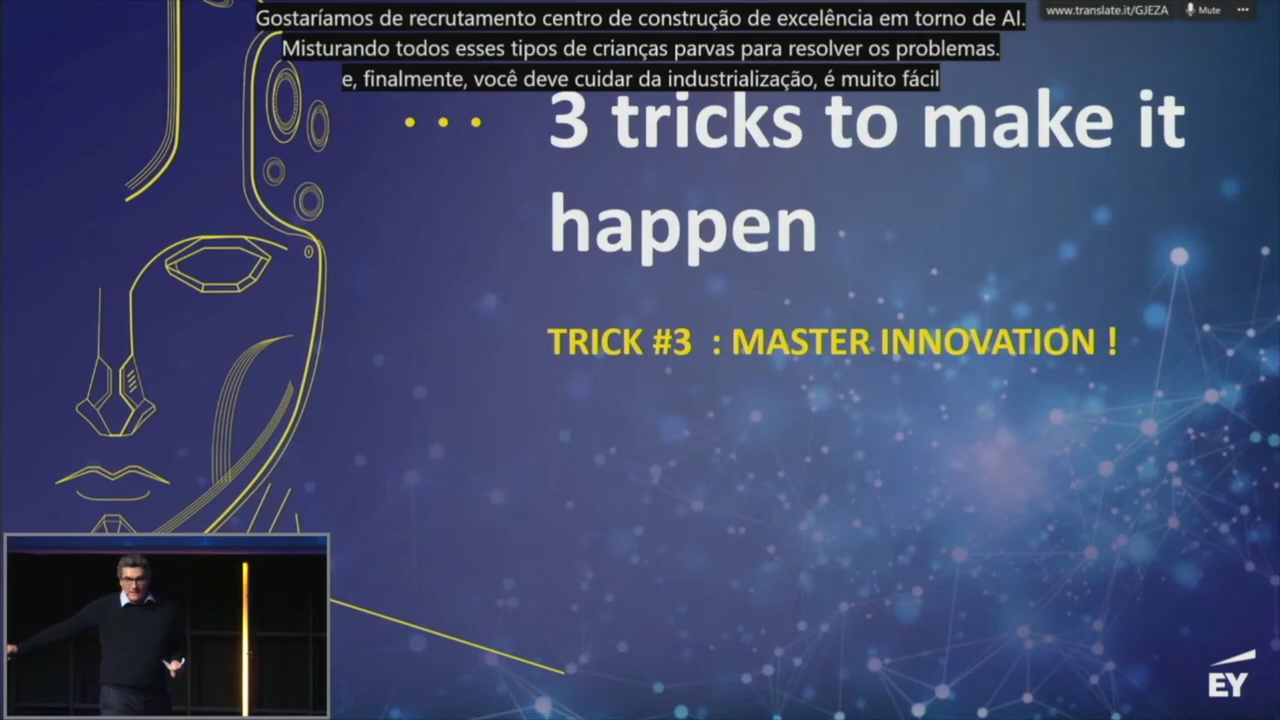 Gostaríamos de recrutamento centro de construção de excelência em torno de AI.
Misturando todos esses tipos de crianças parvas para resolver os problemas.
e, finalmente, você deve cuidar da industrialização, é muito fácil
www.translate.it/GJEZA Mute
3 tricks to make it
happen
TRICK #3 : MASTER INNOVATION !
EY